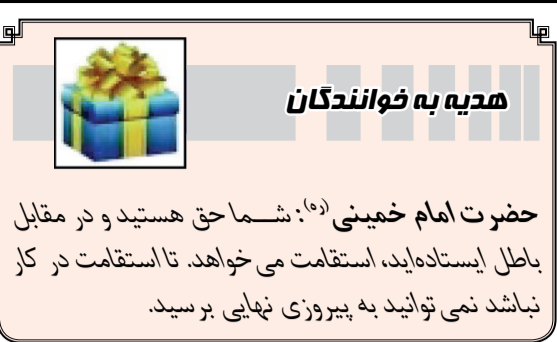 هدیه به خوانندگان
حضرت امام خمینی(ره): شــما حق هستید و در مقابل
باطل ایستاده‌اید، استقامت می‌خواهد. تا استقامت در کار
نباشد نمی‌توانید به پیروزی نهایی برسید.